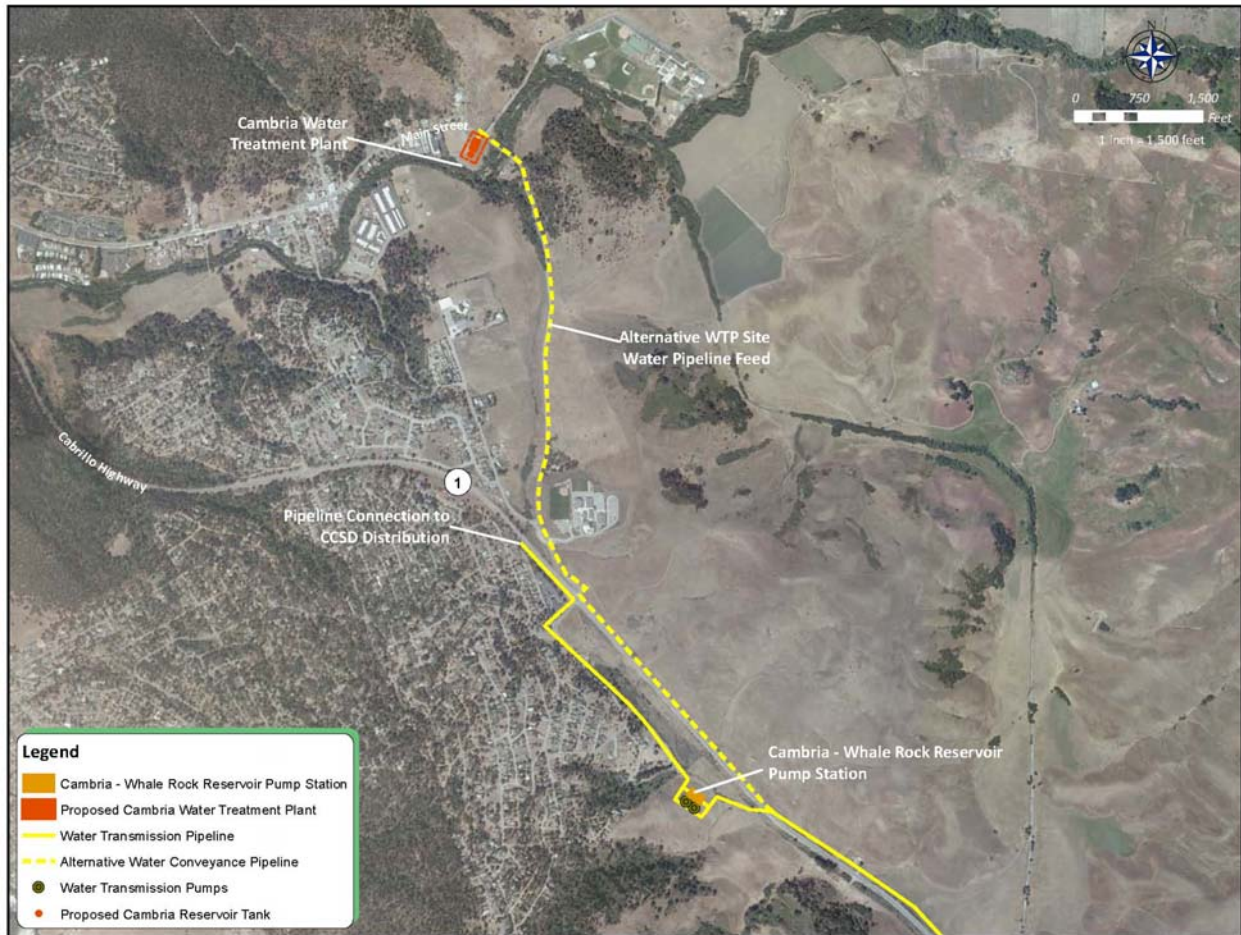 N
0 750 1,500
Feet
1 inch = 1,500 feet
Cambria Water
Treatment Plant
Main Street
Alternative WTP Site
Water Pipeline Feed
Cabrillo Highway
1
Pipeline Connection to
CCSD Distribution
Cambria - Whale Rock Reservoir
Pump Station
Legend
Cambria - Whale Rock Reservoir Pump Station
Proposed Cambria Water Treatment Plant
Water Transmission Pipeline
Alternative Water Conveyance Pipeline
Water Transmission Pumps
Proposed Cambria Reservoir Tank